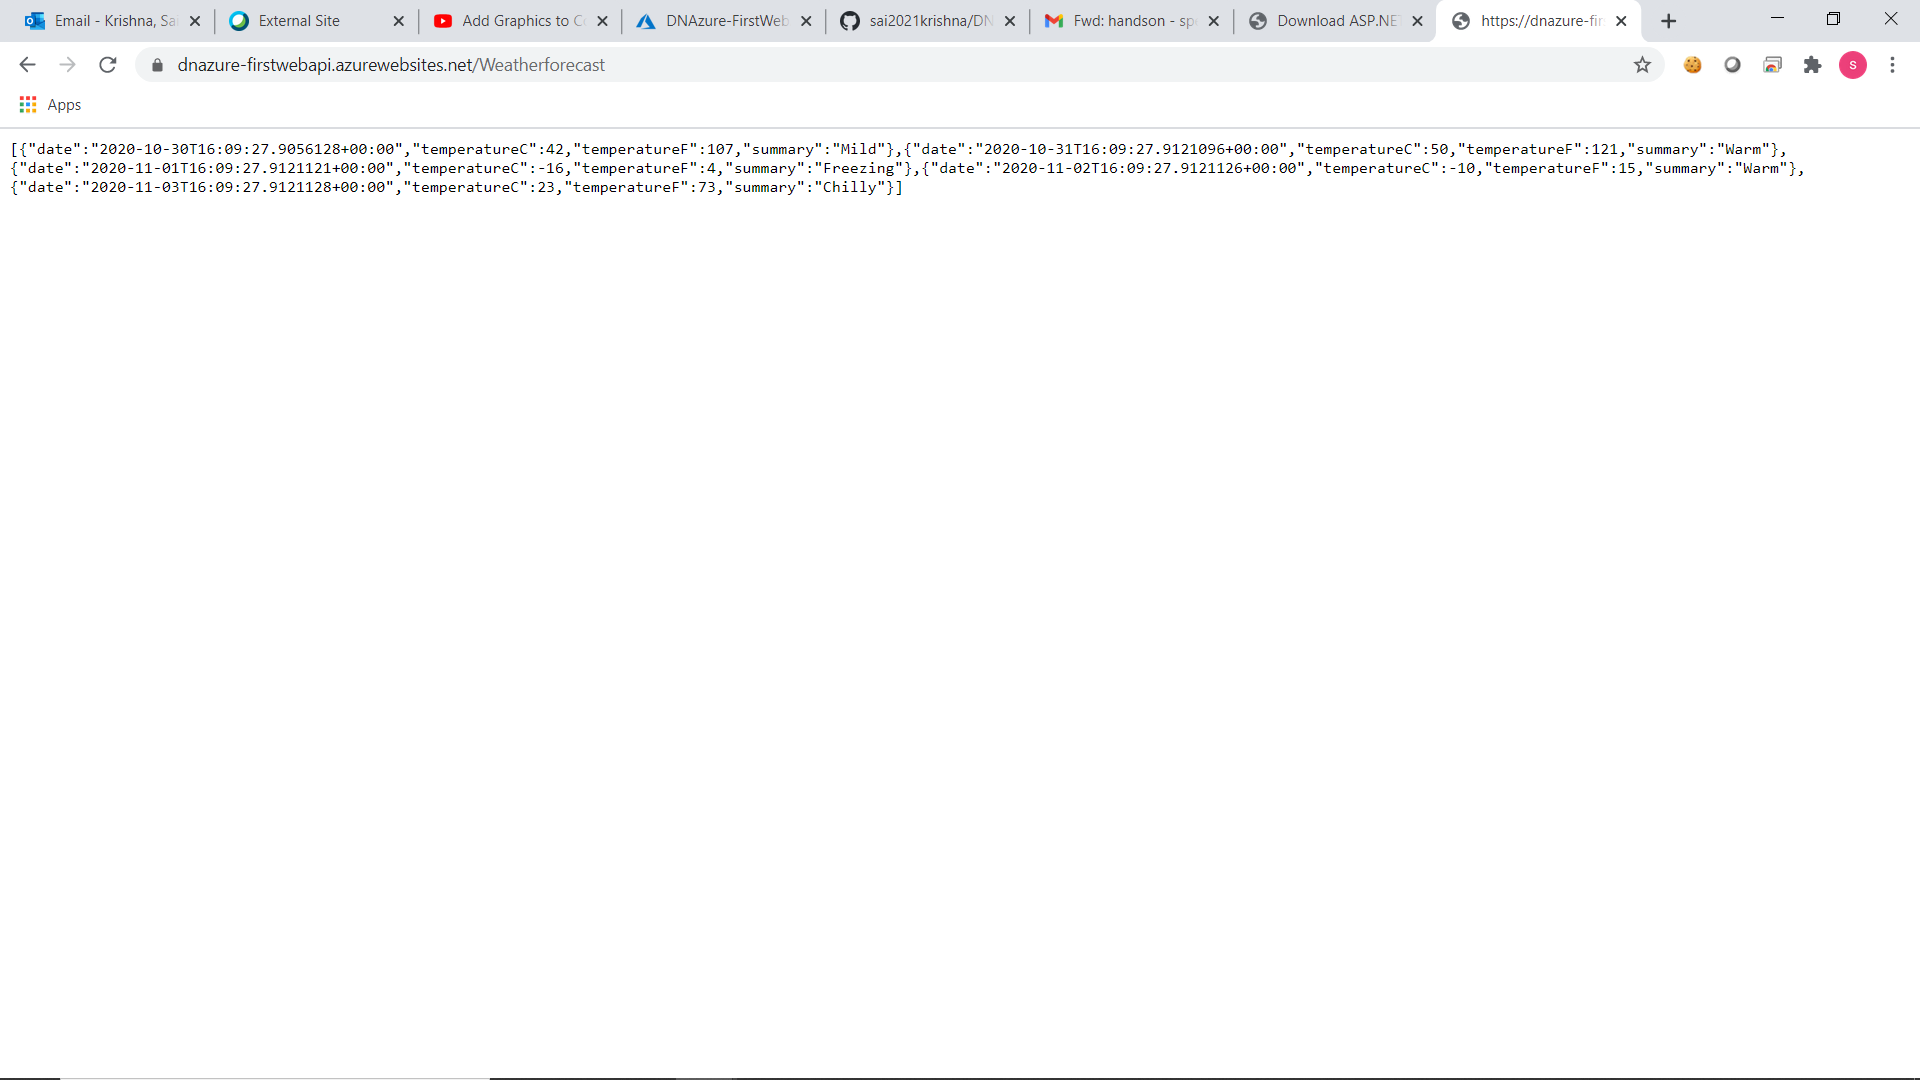 Email - Krishna, Sai
External Site
Add Graphics to C
DNAzure-FirstWeb
sai2021krishna/DN
Fwd: handson - spe
Download ASP.NET
https://dnazure-fir
dnazure-firstwebapi.azurewebsites.net/Weatherforecast
S
Apps
[{"date":"2020-10-30T16:09:27.9056128+00:00","temperatureC":42,"temperatureF":107,"summary":"Mild"},{"date":"2020-10-31T16:09:27.9121096+00:00","temperatureC":50,"temperatureF":121,"summary":"Warm"},
{"date":"2020-11-01T16:09:27.9121121+00:00","temperatureC":-16,"temperatureF":4,"summary":"Freezing"},{"date":"2020-11-02T16:09:27.9121126+00:00","temperatureC":-10,"temperatureF":15,"summary":"Warm"},
{"date":"2020-11-03T16:09:27.9121128+00:00","temperatureC":23,"temperatureF":73,"summary":"Chilly"}]